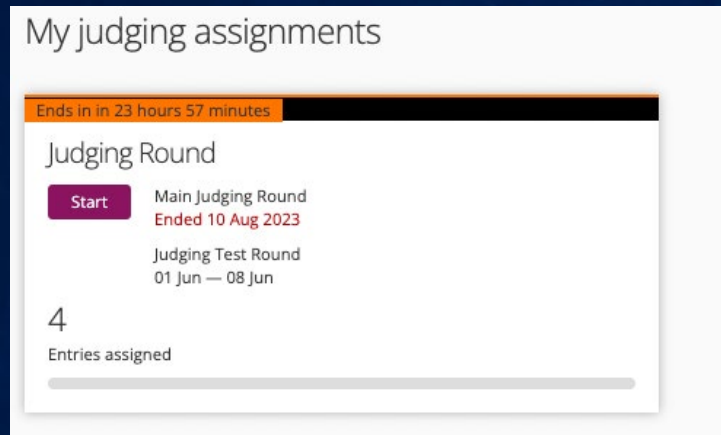 My judging assignments
Ends in in 23 hours 57 minutes
Judging Round
Start
Main Judging Round
Ended 10 Aug 2023
Judging Test Round
01 Jun — 08 Jun
4
Entries assigned